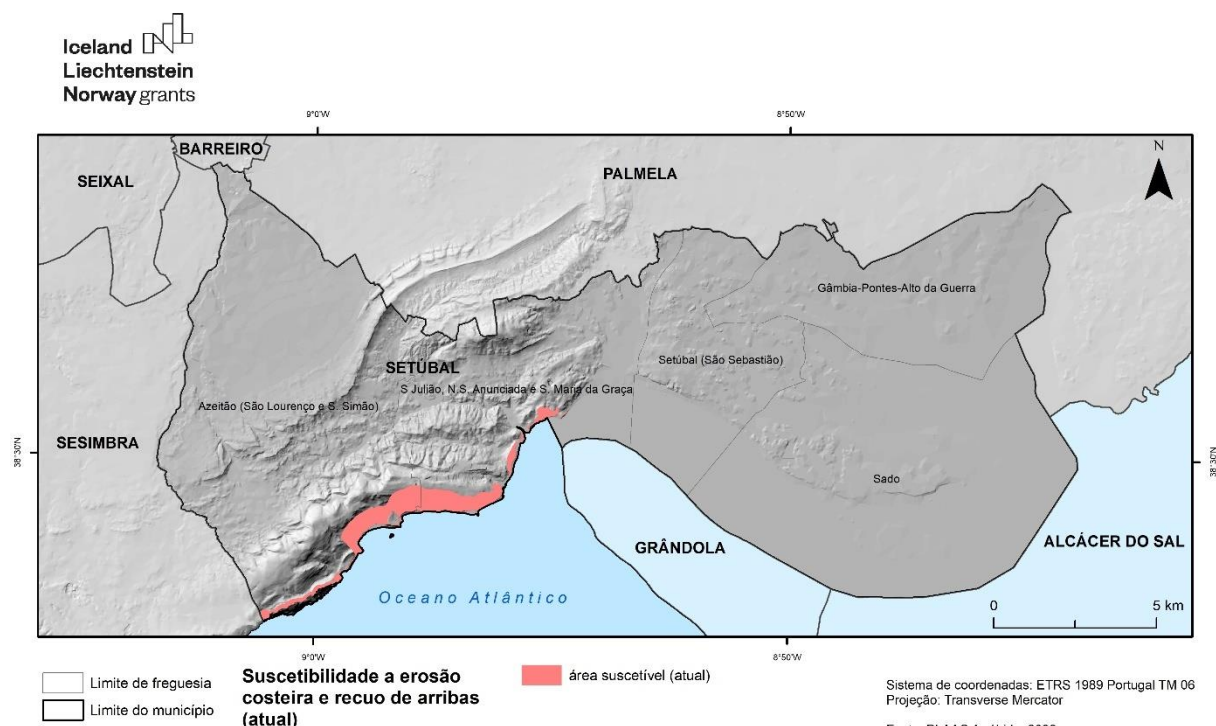 Iceland
Liechtenstein
Norway grants
9°0'W
8°50'W
BARREIRO
SEIXAL
PALMELA
N
Gâmbia-Pontes-Alto da Guerra
Setúbal (São Sebastião)
SETÚBAL
S Julião, N.S. Anunciada e S. Maria da Graça
Azeitão (São Lourenço e S. Simão)
SESIMBRA
38°30'N
38°30'N
Sado
GRÂNDOLA
ALCÁCER DO SAL
Oceano Atlântico
0 5 km
9°0'W
8°50'W
Limite de freguesia
Limite do município
Suscetibilidade a erosão
costeira e recuo de arribas
(atual)
área suscetível (atual)
Sistema de coordenadas: ETRS 1989 Portugal TM 06
Projeção: Transverse Mercator